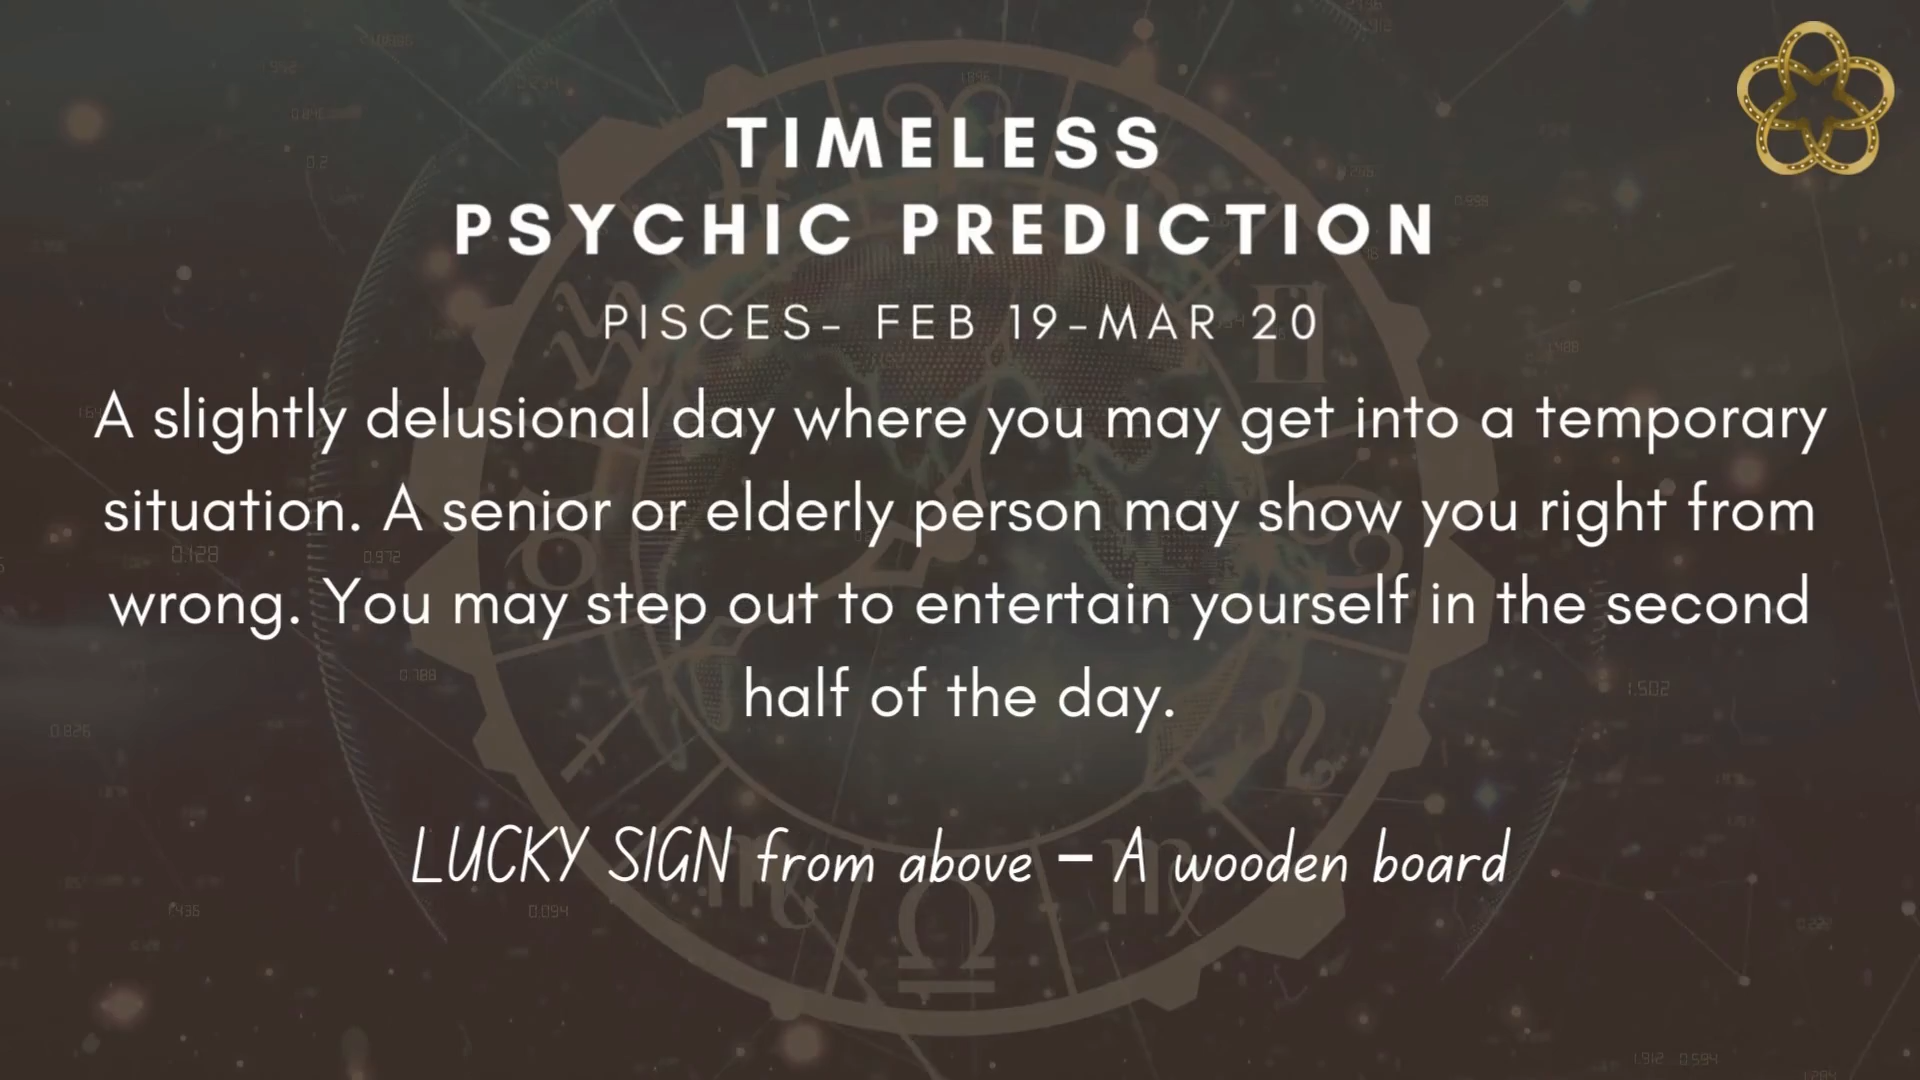 TIMELESS
PSYCHIC PREDICTION
PISCES- FEB 19-MAR 20
A slightly delusional day where you may get into a temporary
situation. A senior or elderly person may show you right from
wrong. You may step out to entertain yourself in the second
half of the day.
LUCKY SIGN from above – A wooden board